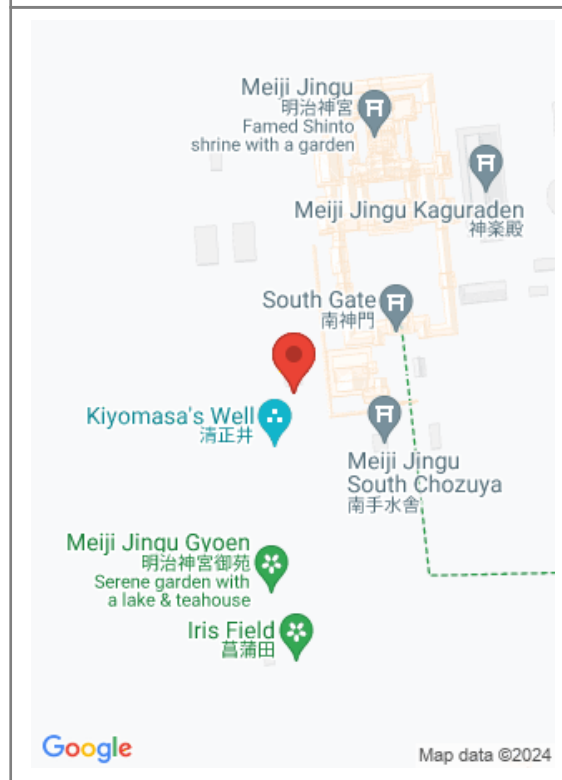 Meiji Jingu
明治神宮
Famed Shinto
shrine with a garden
Meiji Jingu Kaguraden
神楽殿
South Gate
南神門
Kiyomasa's Well
清正井
Meiji Jingu
South Chozuya
南手水舎
Meiji Jingu Gyoen
明治神宮御苑
Serene garden with
a lake & teahouse
Iris Field
菖蒲田
Google
Map data ©2024